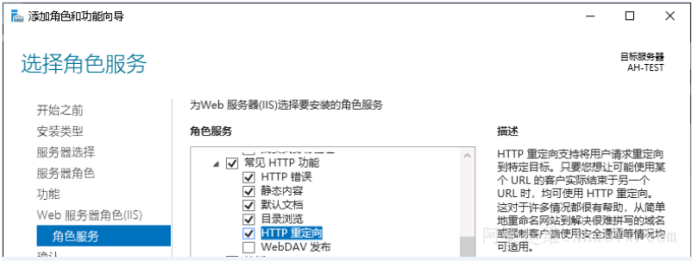 添加角色和功能向导
选择角色服务
目标服务器
AH-TEST
开始之前
安装类型
服务器选择
服务器角色
功能
Web 服务器角色(IIS)
角色服务
为Web 服务器(IIS)选择要安装的角色服务
角色服务
常见 HTTP 功能
HTTP 错误
静态内容
默认文档
目录浏览
HTTP 重定向
WebDAV 发布
描述
HTTP 重定向支持将用户请求重定向
到特定目标。只要您想让可能使用某
个 URL 的客户实际结束于另一个
URL 时，均可使用 HTTP 重定向。
这对于许多情况都很有帮助，从简单
地重命名网站到解决很难拼写的域名
或强制客户端使用安全通道等情况均
可适用。